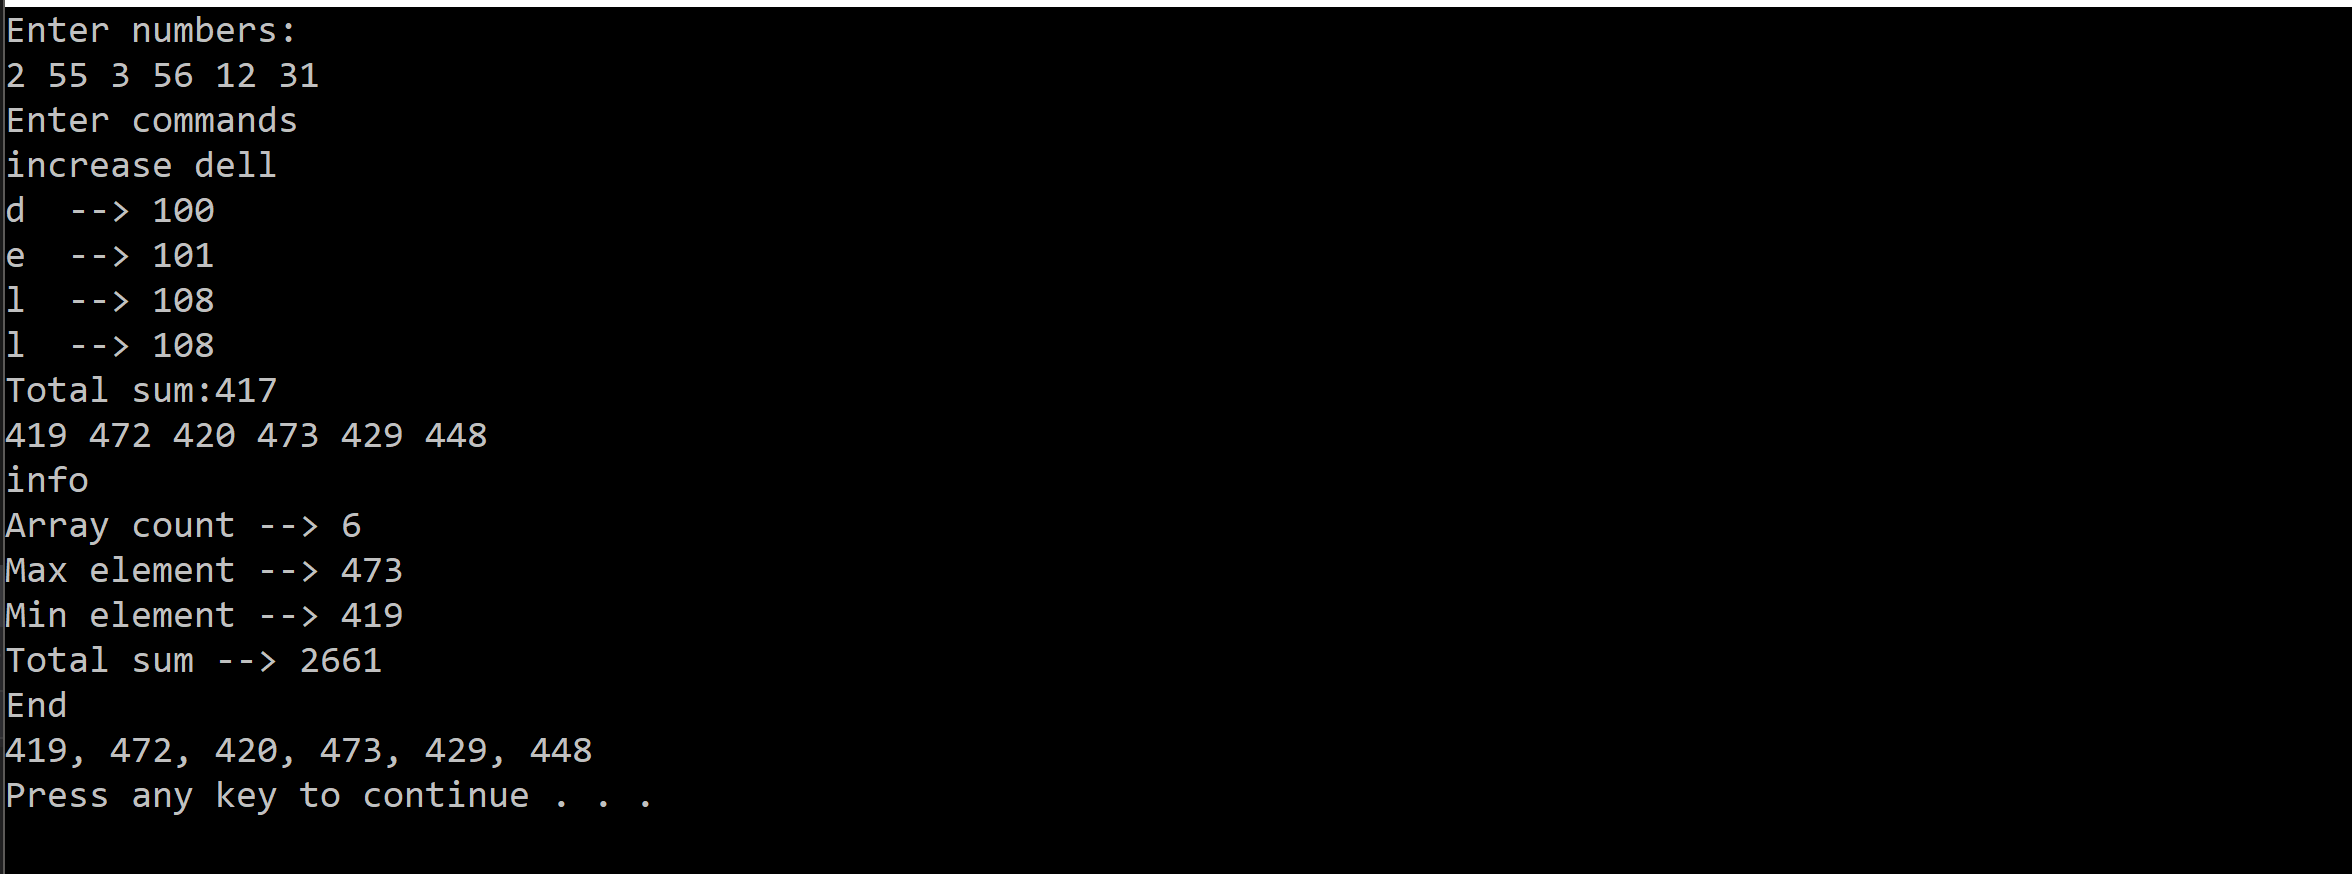 Enter numbers:
2 55 3 56 12 31
Enter commands
increase dell
d  --> 100
e  --> 101
l  --> 108
l  --> 108
Total sum:417
419 472 420 473 429 448
info
Array count --> 6
Max element --> 473
Min element --> 419
Total sum --> 2661
End
419, 472, 420, 473, 429, 448
Press any key to continue . . .